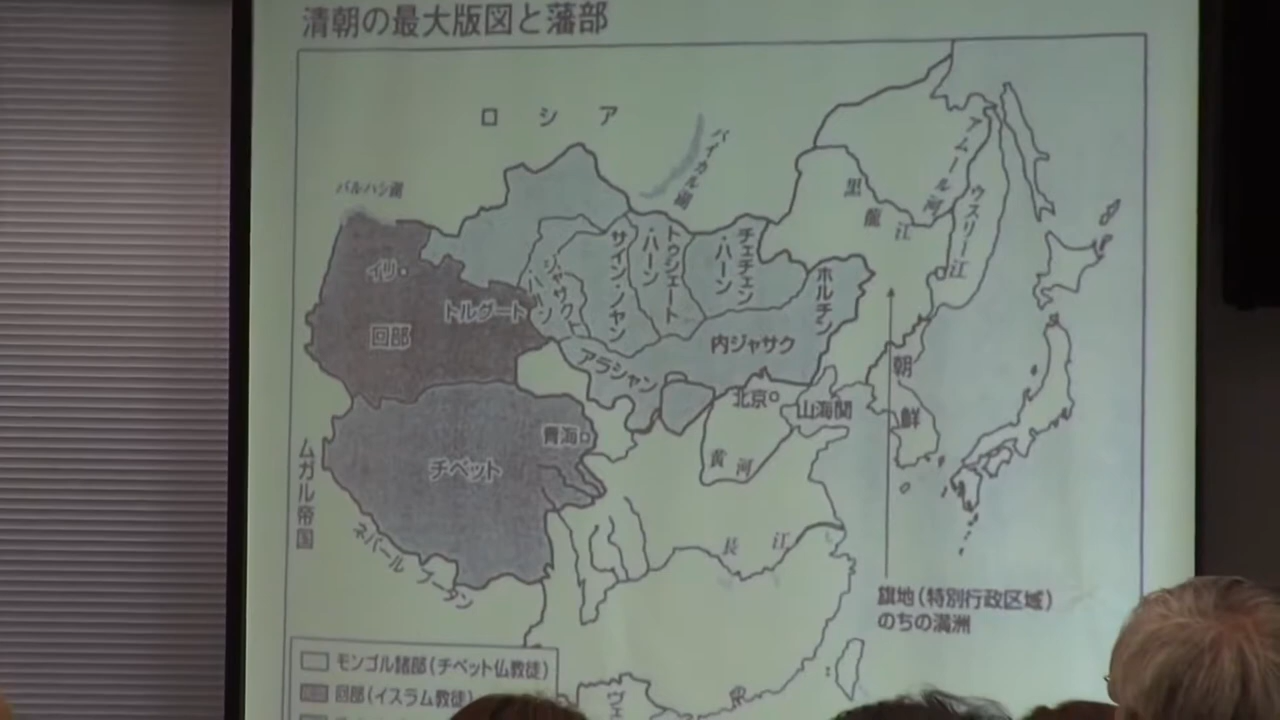 清朝の最大版図と藩部
ロシア
バイカル湖
バルハシ湖
アムール河
黒龍江
ウスリー江
イリ
トルグート
回部
ジャサクト・ハーン
サイン・ノヤン・ハーン
トゥシェート
チェチェン・ハーン
ホルチン
内ジャサク
アラシャン
北京
山海関
朝鮮
青海
チベット
黄河
ムガル帝国
ネパール
ブータン
長江
旗地(特別行政区域)
のちの満洲
モンゴル諸部(チベット仏教徒)
回部(イスラム教徒)